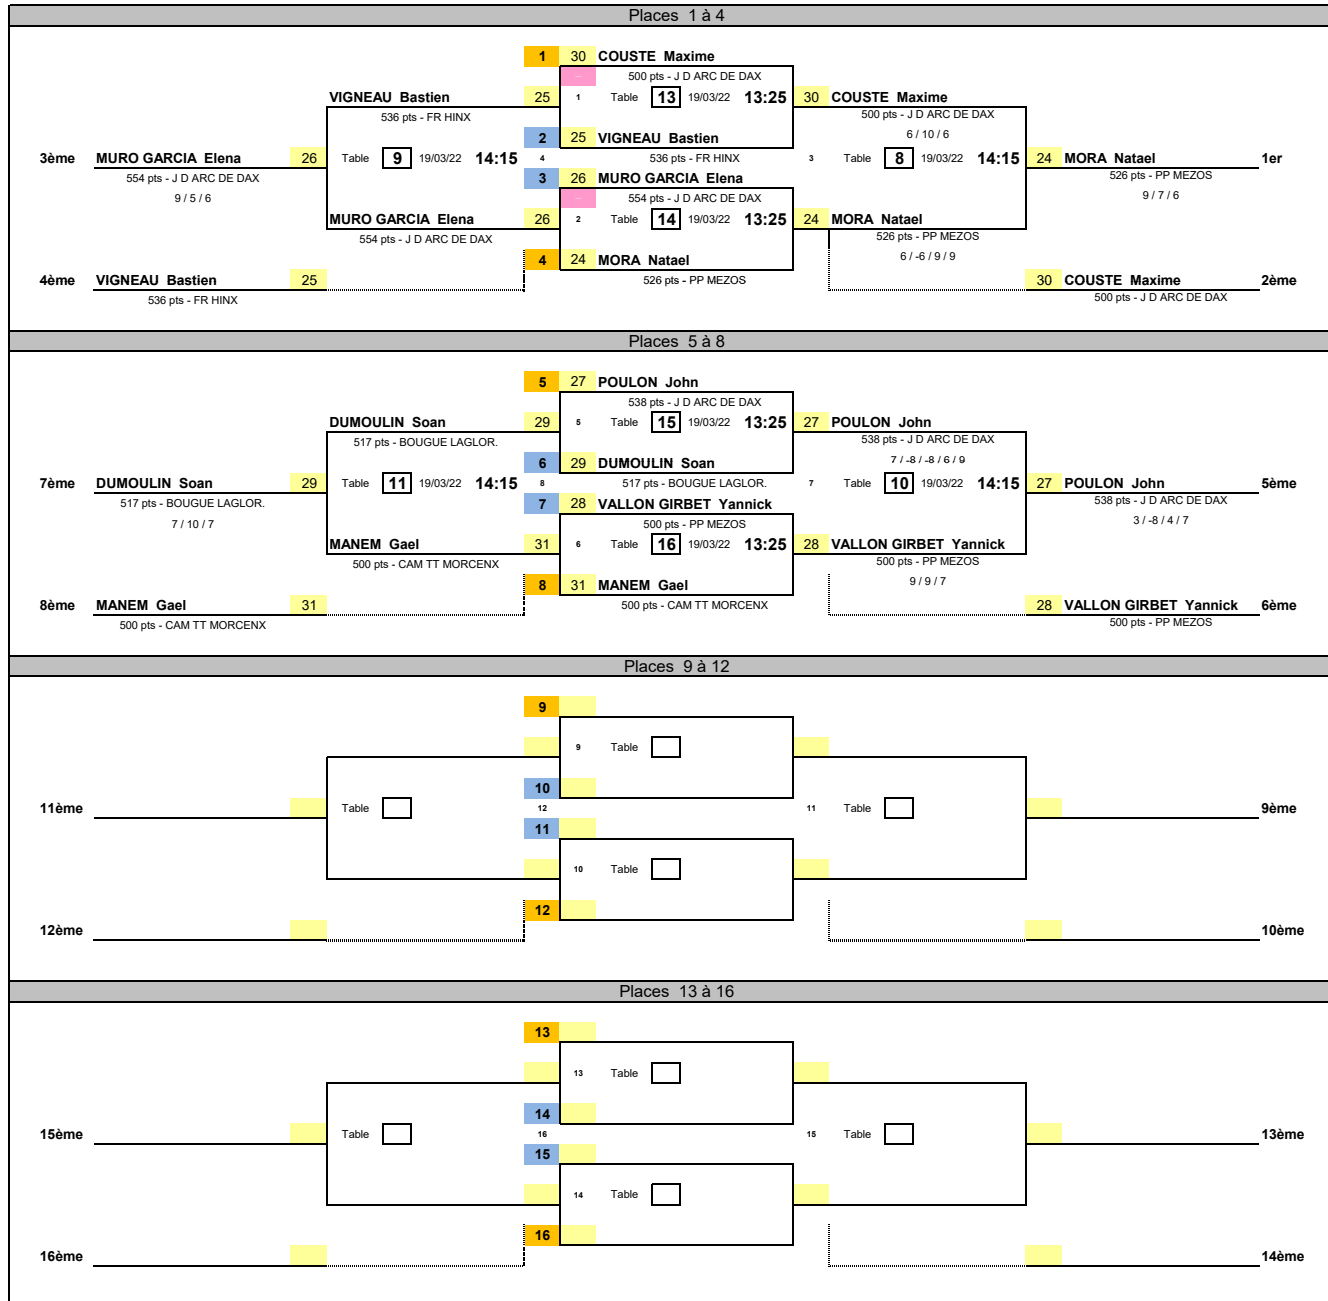 Places 1 à 4
1 30 COUSTE Maxime
500 pts - J D ARC DE DAX
VIGNEAU Bastien 25 1 Table 13 19/03/22 13:25 30 COUSTE Maxime
536 pts - FR HINX 500 pts - J D ARC DE DAX
2 25 VIGNEAU Bastien 6 / 10 / 6
3ème MURO GARCIA Elena 26 Table 9 19/03/22 14:15 4 536 pts - FR HINX 3 Table 8 19/03/22 14:15 24 MORA Natael 1er
554 pts - J D ARC DE DAX 3 26 MURO GARCIA Elena 526 pts - PP MEZOS
9 / 5 / 6 554 pts - J D ARC DE DAX 9 / 7 / 6
MURO GARCIA Elena 26 2 Table 14 19/03/22 13:25 24 MORA Natael
554 pts - J D ARC DE DAX 526 pts - PP MEZOS
4 24 MORA Natael 6 / -6 / 9 / 9
4ème VIGNEAU Bastien 25 526 pts - PP MEZOS 30 COUSTE Maxime 2ème
536 pts - FR HINX 500 pts - J D ARC DE DAX
Places 5 à 8
5 27 POULON John
538 pts - J D ARC DE DAX
DUMOULIN Soan 29 5 Table 15 19/03/22 13:25 27 POULON John
517 pts - BOUGUE LAGLOR. 538 pts - J D ARC DE DAX
6 29 DUMOULIN Soan 7 / -8 / -8 / 6 / 9
7ème DUMOULIN Soan 29 Table 11 19/03/22 14:15 8 517 pts - BOUGUE LAGLOR. 7 Table 10 19/03/22 14:15 27 POULON John 5ème
517 pts - BOUGUE LAGLOR. 7 28 VALLON GIRBET Yannick 538 pts - J D ARC DE DAX
7 / 10 / 7 500 pts - PP MEZOS 3 / -8 / 4 / 7
MANEM Gael 31 6 Table 16 19/03/22 13:25 28 VALLON GIRBET Yannick
500 pts - CAM TT MORCENX 500 pts - PP MEZOS
8 31 MANEM Gael 9 / 9 / 7
8ème MANEM Gael 31 500 pts - CAM TT MORCENX 28 VALLON GIRBET Yannick 6ème
500 pts - CAM TT MORCENX 500 pts - PP MEZOS
Places 9 à 12
9
9 Table
10
11ème Table 12 11 Table 9ème
11
10 Table
12
12ème 10ème
Places 13 à 16
13
13 Table
14
15ème Table 16 15 Table 13ème
15
14 Table
16
16ème 14ème